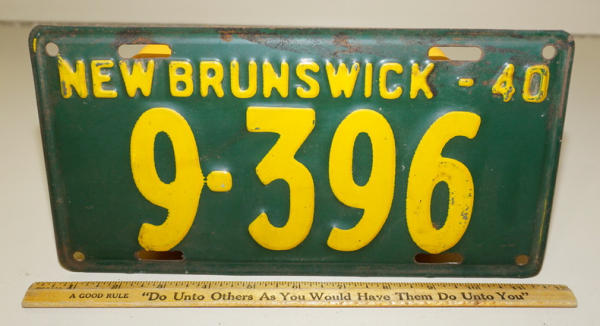 NEW BRUNSWICK - 40
9-396
A GOOD RULE "Do Unto Others As You Would Have Them Do Unto You"